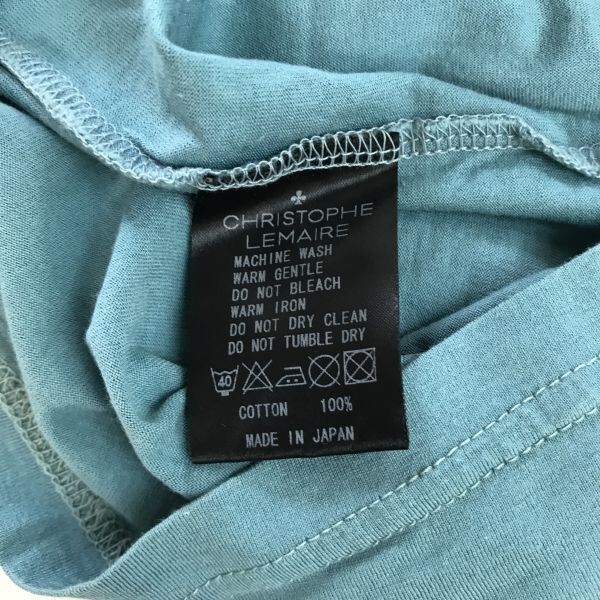 CHRISTOPHE
LEMAIRE
MACHINE WASH
WARM GENTLE
DO NOT BLEACH
WARM IRON
DO NOT DRY CLEAN
DO NOT TUMBLE DRY
40
COTTON 100%
MADE IN JAPAN